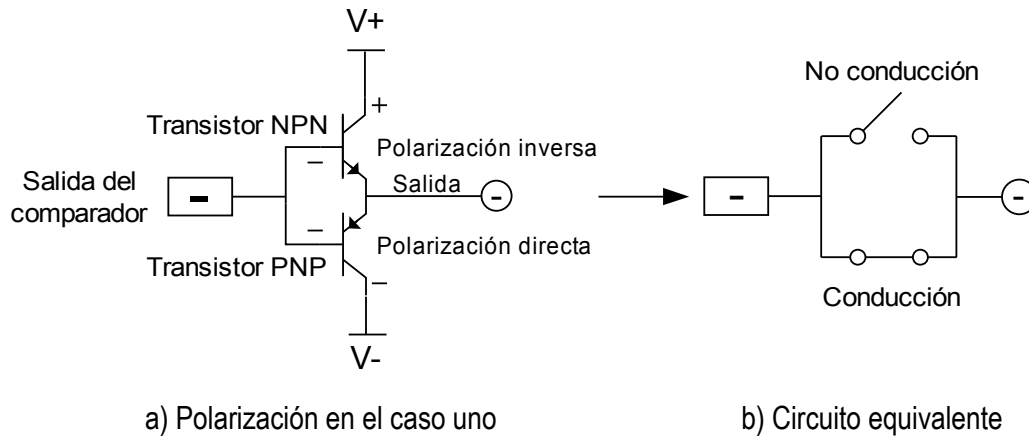 V+
No conducción
+
Transistor NPN
Polarización inversa
–
Salida del
comparador
-
Salida
-
-
-
–
Polarización directa
Transistor PNP
–
Conducción
V-
a) Polarización en el caso uno
b) Circuito equivalente